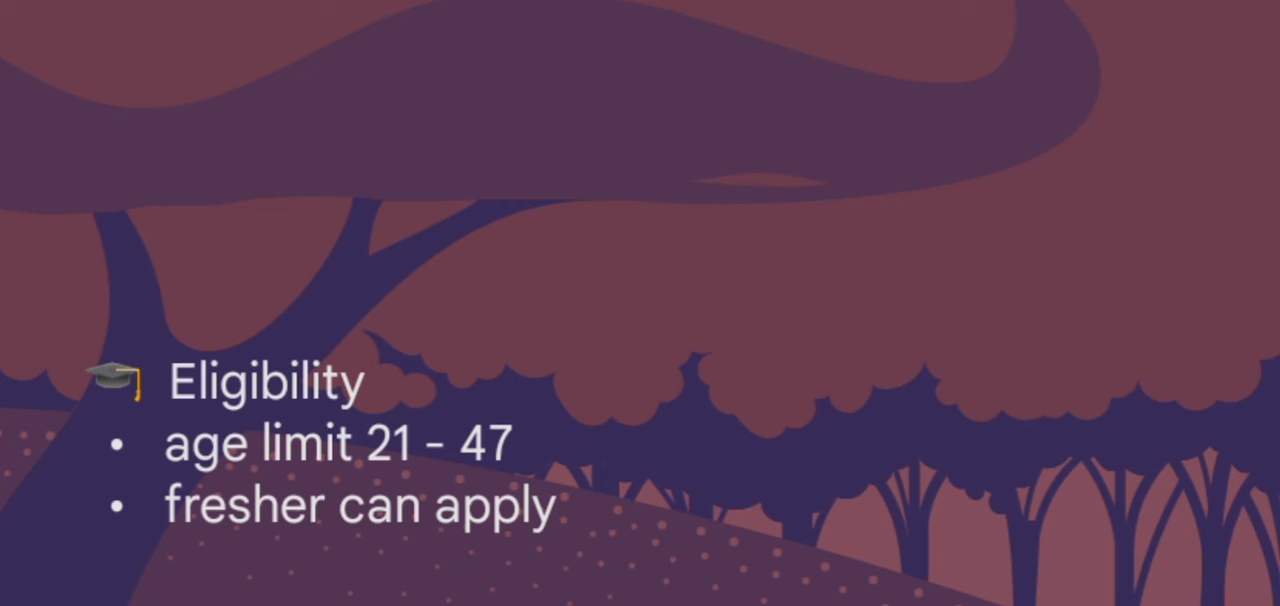 🎓 Eligibility
• age limit 21 - 47
• fresher can apply